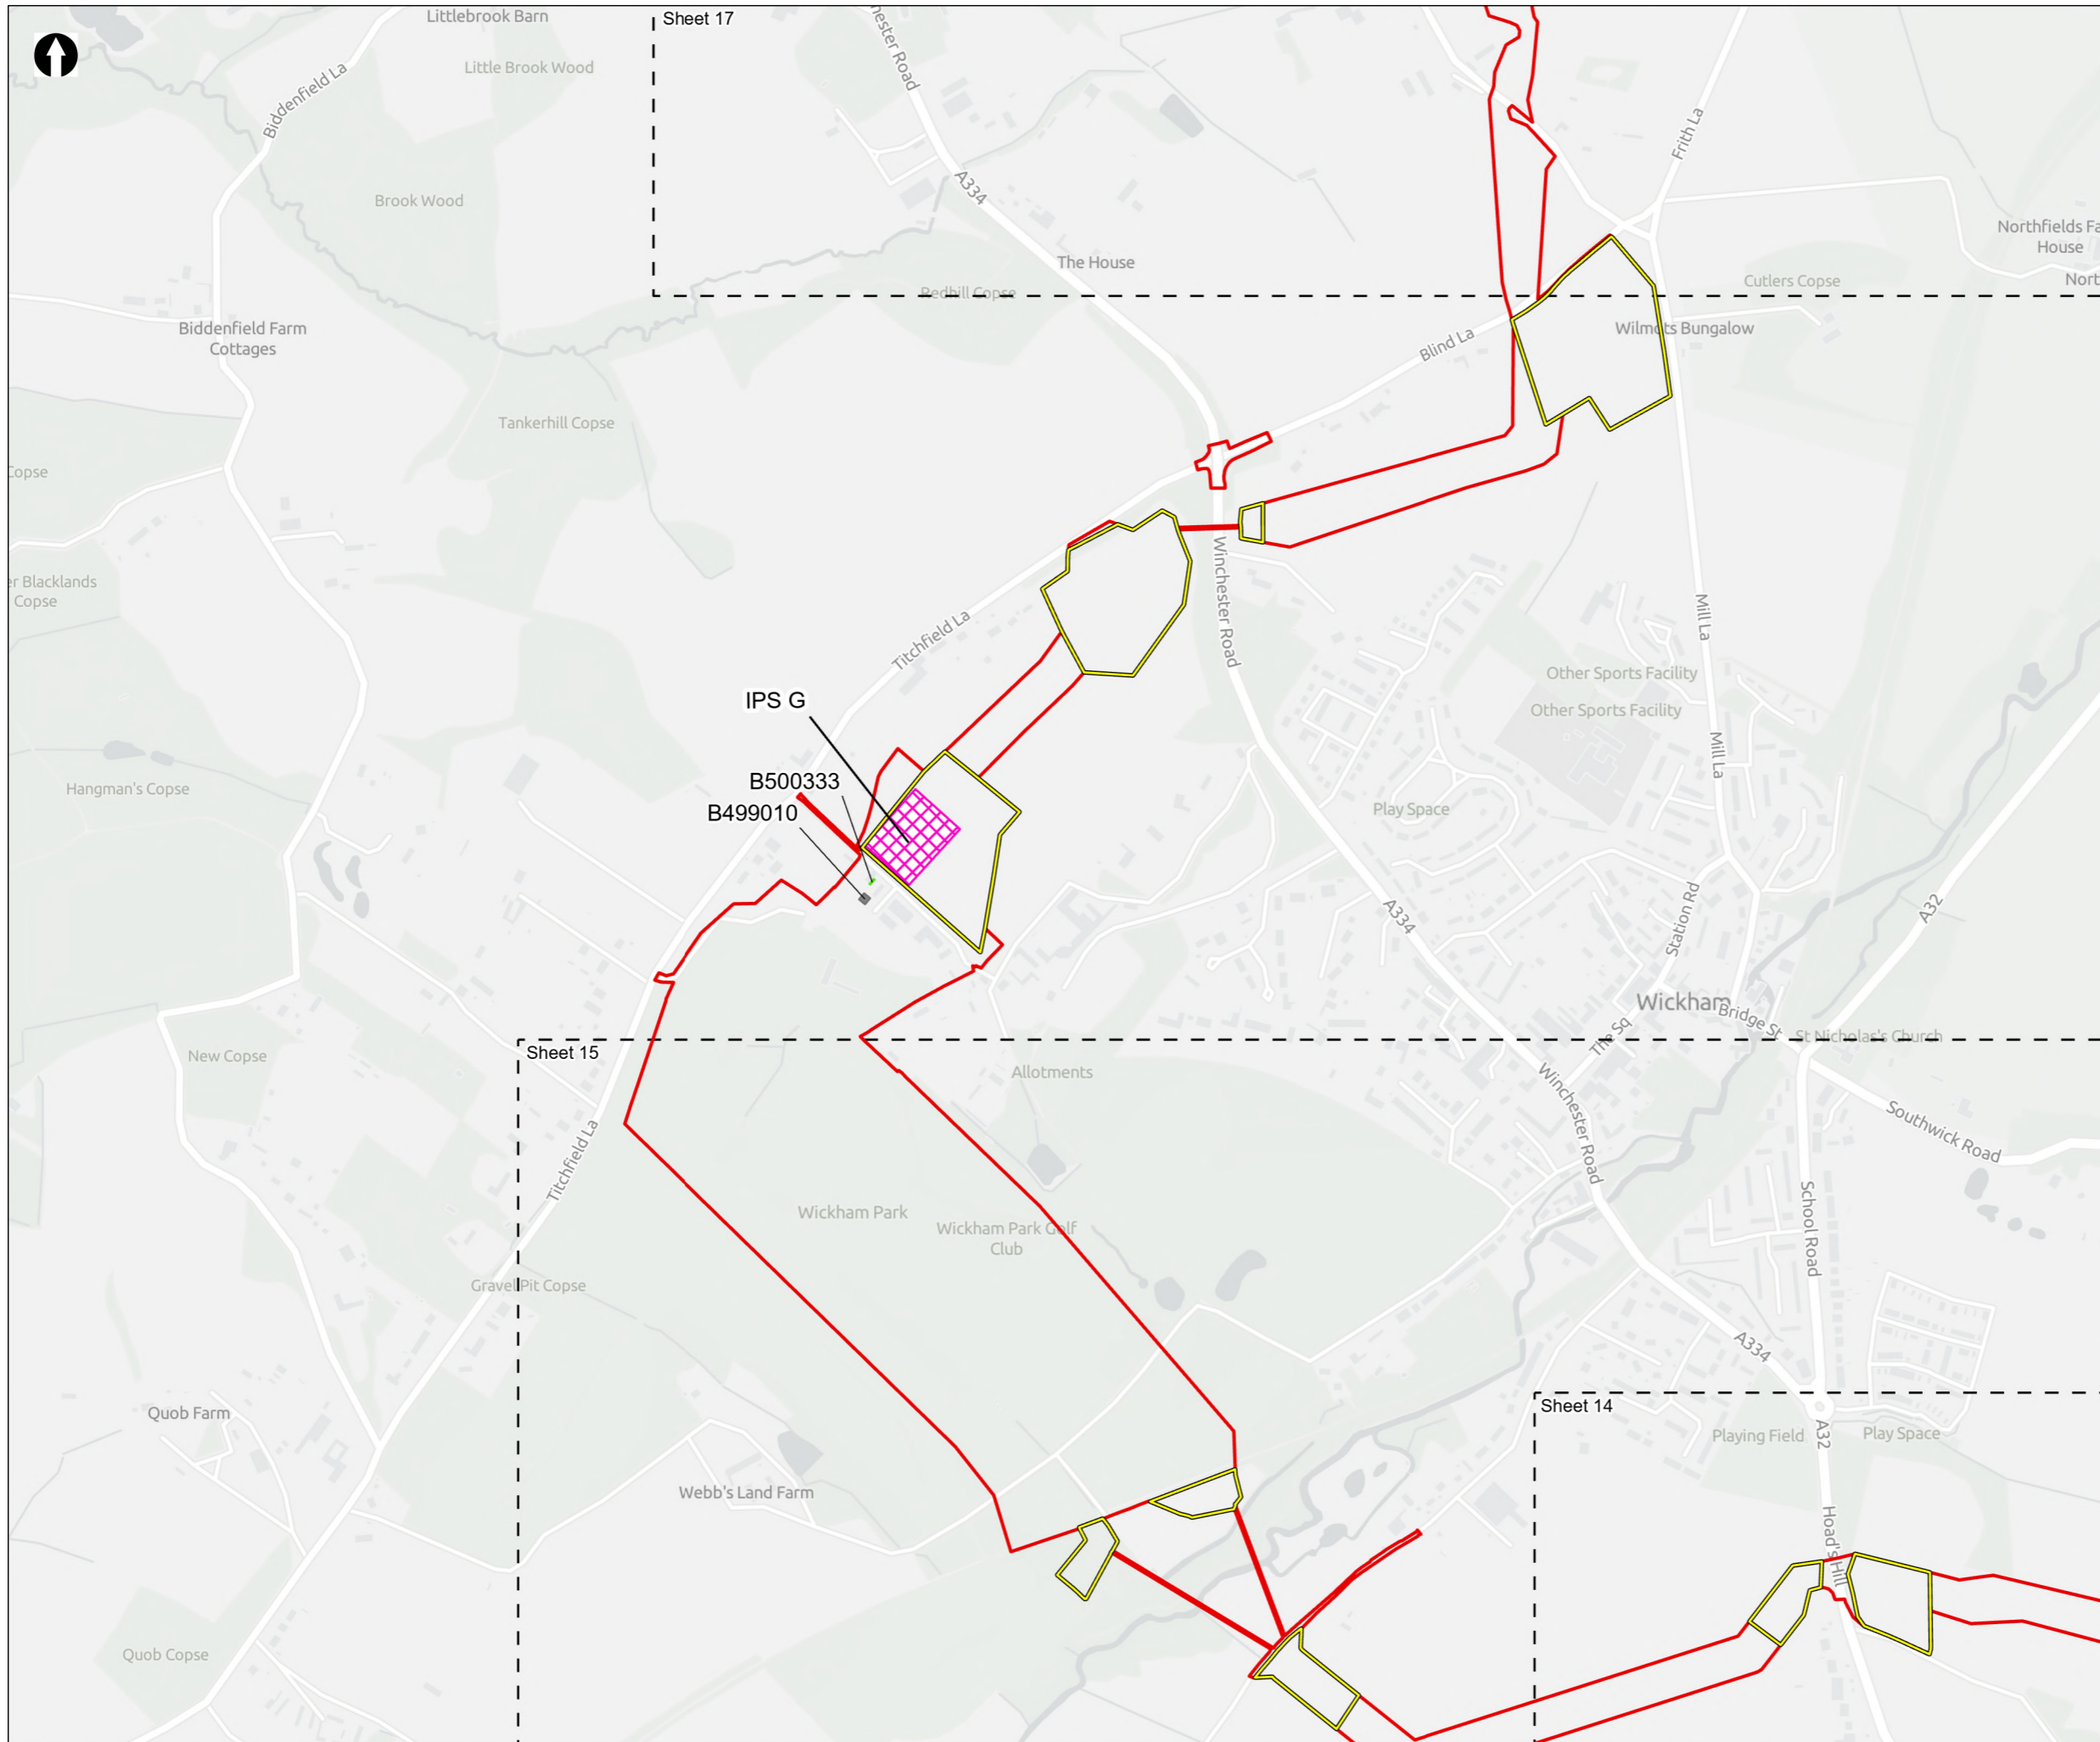 Littlebrook Barn
Sheet 17
Little Brook Wood
Biddenfield La
A334
Frith La
Brook Wood
Northfields Fa
House
The House
Redhill Copse
Cutlers Copse
Nort
Biddenfield Farm
Cottages
Blind La
Wilmots Bungalow
Tankerhill Copse
Copse
er Blacklands
Copse
Winchester Road
Titchfield La
Mill La
Other Sports Facility
Other Sports Facility
IPS G
B500333
B499010
Mill La
Hangman's Copse
Play Space
A334
Station Rd
A32
Wickham
Bridge St
The Sq
St Nicholas's Church
Sheet 15
New Copse
Allotments
Winchester Road
Southwick Road
Titchfield La
Wickham Park
Wickham Park Golf
Club
School Road
Gravel Pit Copse
A334
Sheet 14
Quob Farm
Playing Field
A32
Play Space
Webb's Land Farm
Hoad's Hill
Quob Copse